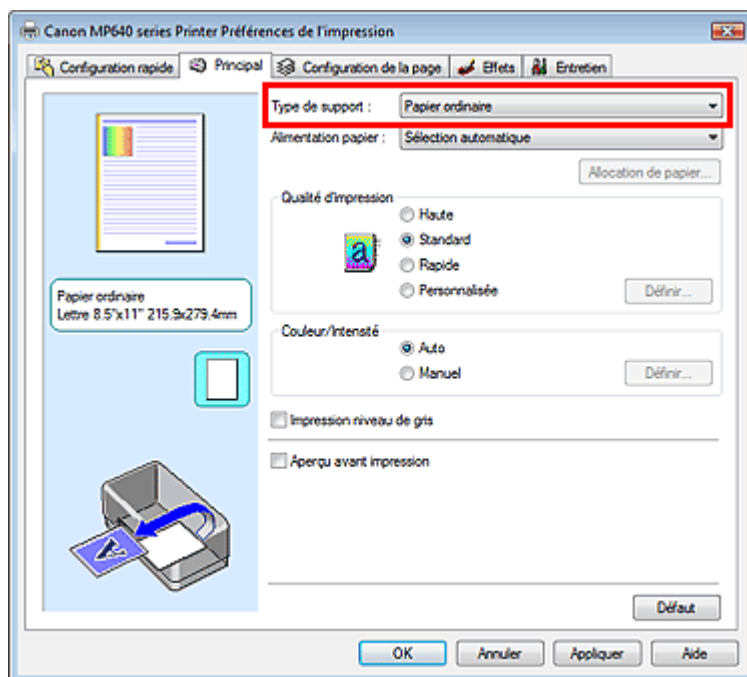 Canon MP640 series Printer Préférences de l'impression
Configuration rapide Principal Configuration de la page Effets Entretien
Type de support : Papier ordinaire
Alimentation papier : Sélection automatique
Allocation de papier...
Qualité d'impression
Haute
a Standard
Rapide
Personnalisée Définir...
Papier ordinaire
Lettre 8.5"x11" 215.9x279.4mm
Couleur/Intensité
Auto
Manuel Définir...
Impression niveau de gris
Aperçu avant impression
Défaut
OK Annuler Appliquer Aide